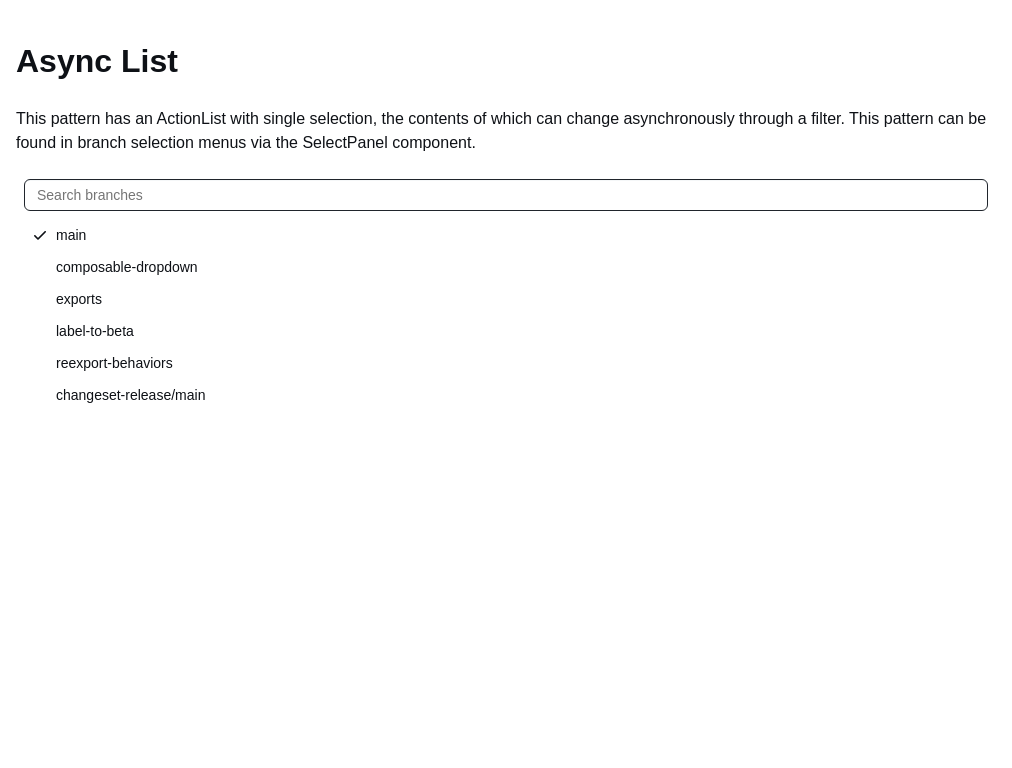 Async List
This pattern has an ActionList with single selection, the contents of which can change asynchronously through a filter. This pattern can be
found in branch selection menus via the SelectPanel component.
Search branches
main
composable-dropdown
exports
label-to-beta
reexport-behaviors
changeset-release/main